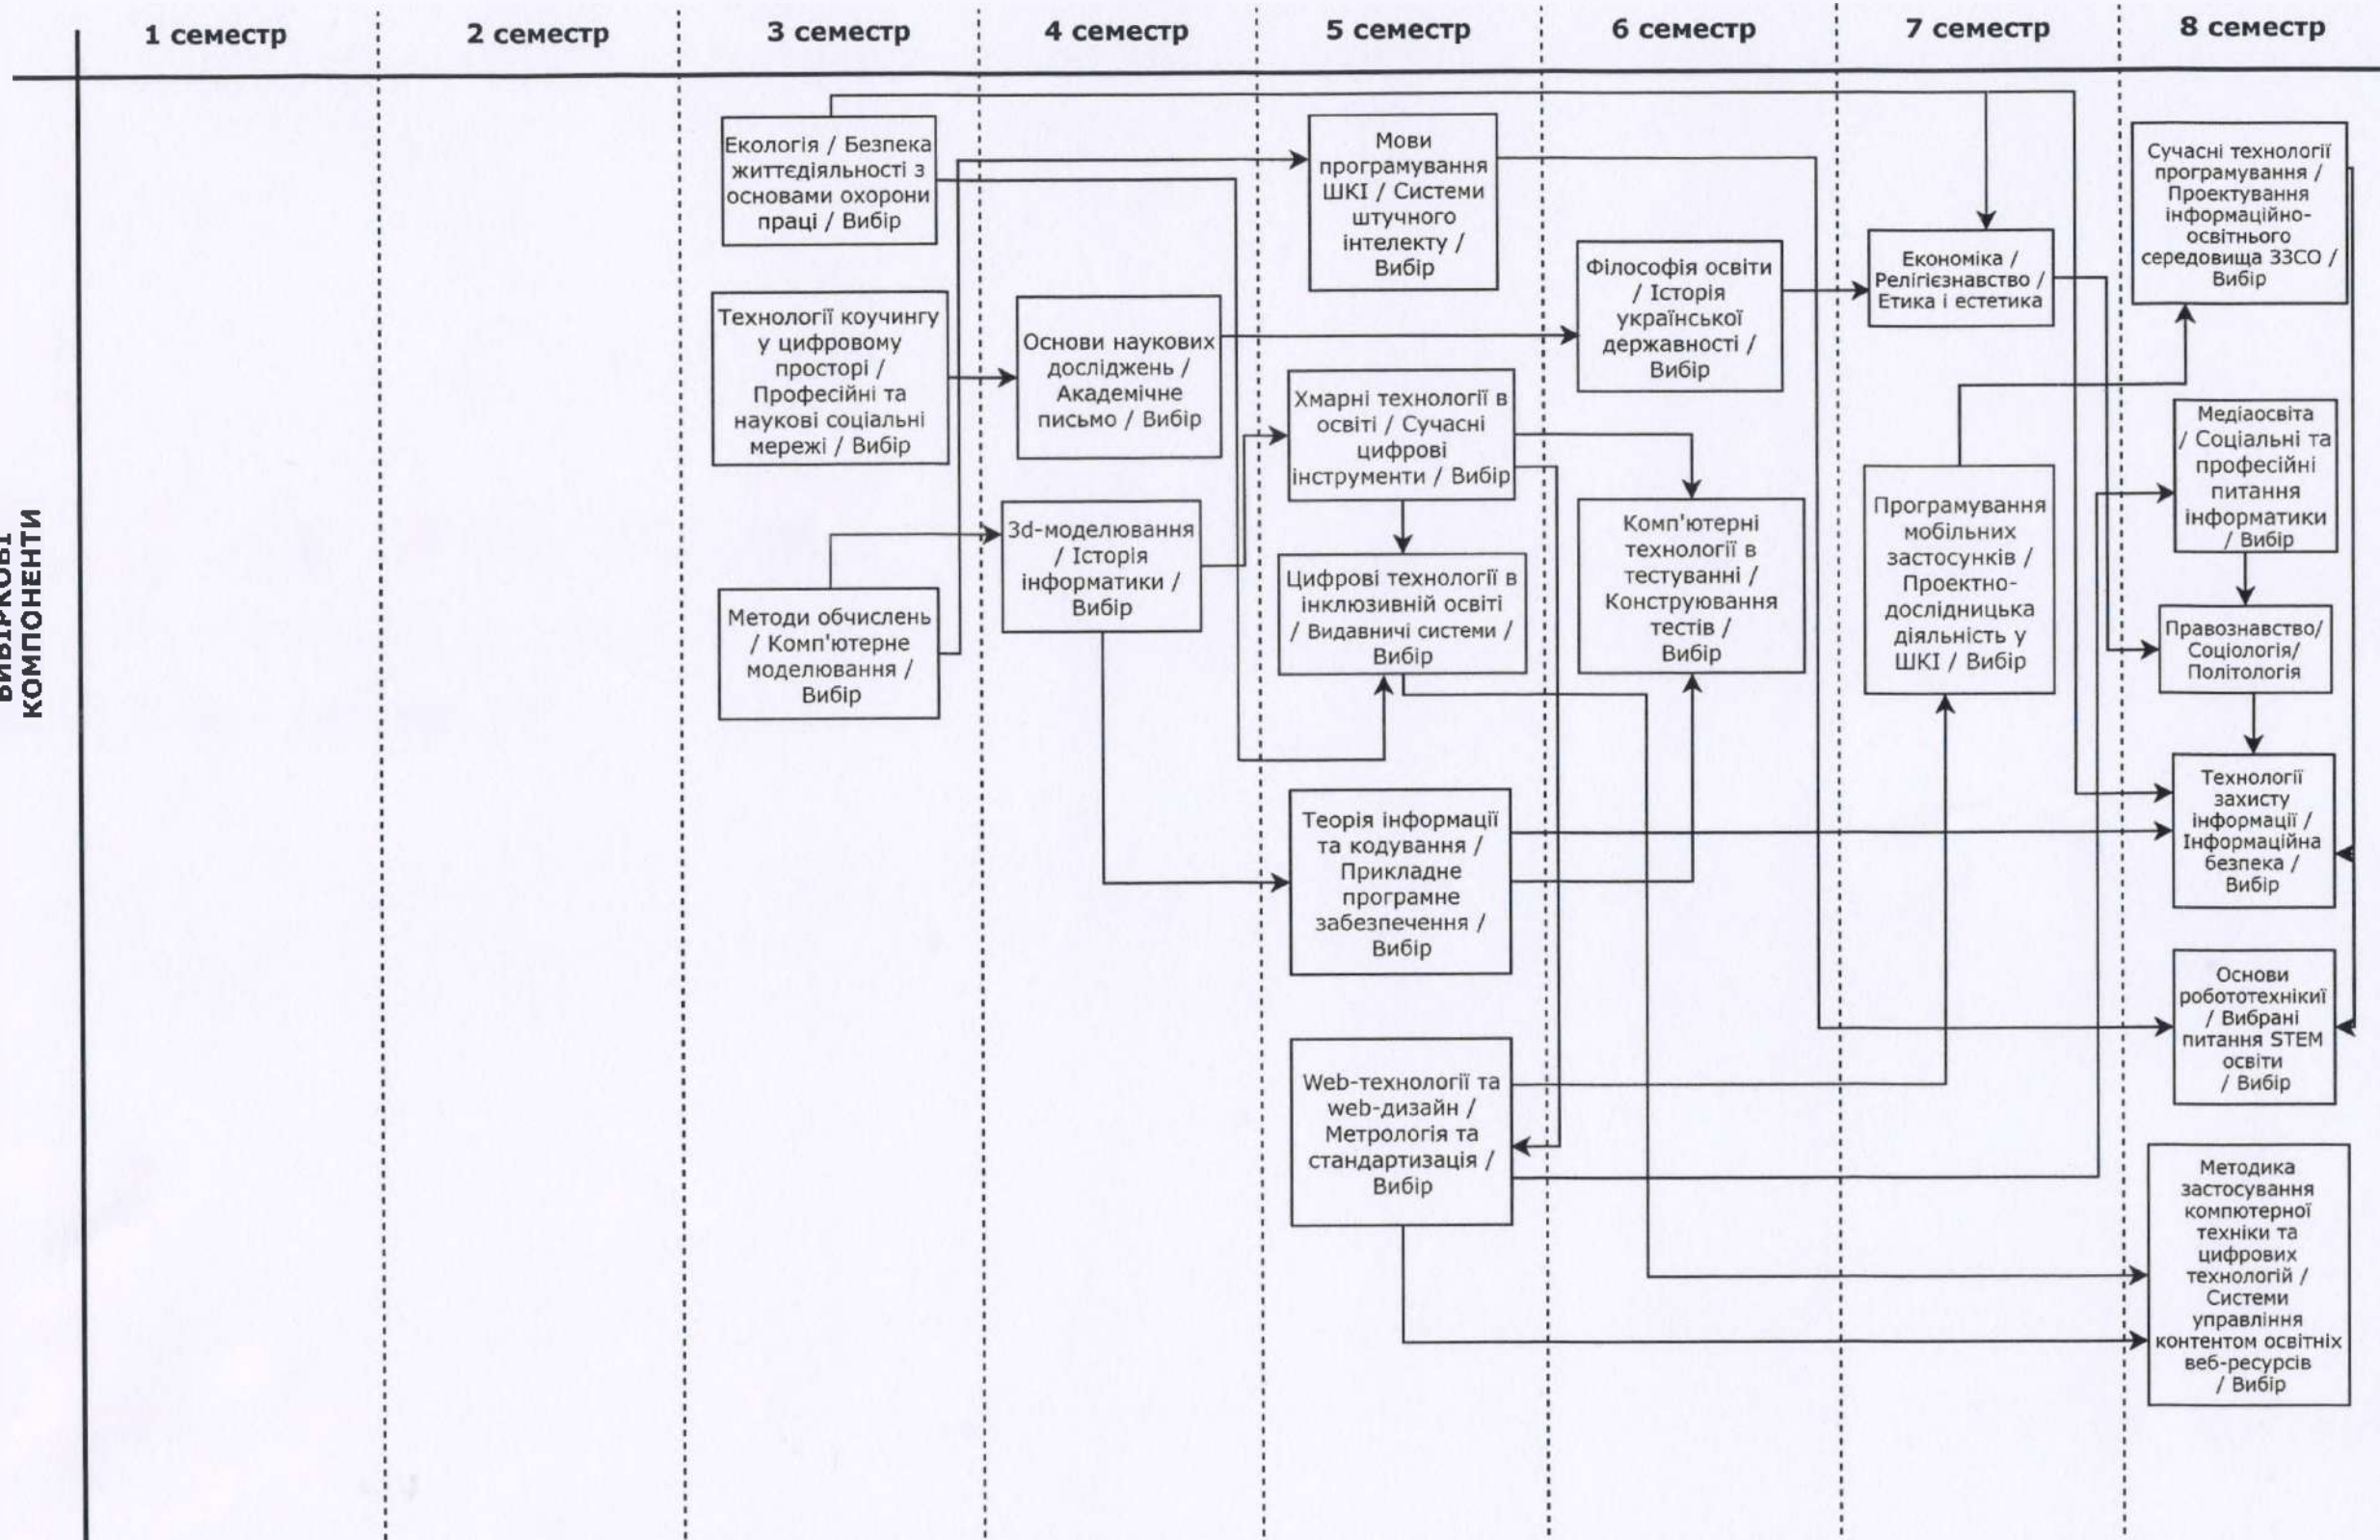 1 семестр
2 семестр
3 семестр
4 семестр
5 семестр
6 семестр
7 семестр
8 семестр
ВИБІРКОВІ
КОМПОНЕНТИ
Екологія / Безпека
життєдіяльності з
основами охорони
праці / Вибір
Технології коучингу
у цифровому
просторі /
Професійні та
наукові соціальні
мережі / Вибір
Методи обчислень
/ Комп'ютерне
моделювання /
Вибір
Основи наукових
досліджень /
Академічне
письмо / Вибір
3d-моделювання
/ Історія
інформатики /
Вибір
Мови
програмування
ШКІ / Системи
штучного
інтелекту /
Вибір
Хмарні технології в
освіті / Сучасні
цифрові
інструменти / Вибір
Цифрові технології в
інклюзивній освіті
/ Видавничі системи /
Вибір
Теорія інформації
та кодування /
Прикладне
програмне
забезпечення /
Вибір
Web-технології та
web-дизайн /
Метрологія та
стандартизація /
Вибір
Філософія освіти
/ Історія
української
державності /
Вибір
Комп'ютерні
технології в
тестуванні /
Конструювання
тестів /
Вибір
Економіка /
Релігієзнавство /
Етика і естетика
Програмування
мобільних
застосунків /
Проектно-
дослідницька
діяльність у
ШКІ / Вибір
Сучасні технології
програмування /
Проектування
інформаційно-
освітнього
середовища ЗЗСО /
Вибір
Медіаосвіта
/ Соціальні та
професійні
питання
інформатики
/ Вибір
Правознавство/
Соціологія/
Політологія
Технології
захисту
інформації /
Інформаційна
безпека /
Вибір
Основи
робототехнікиї
/ Вибрані
питання STEM
освіти
/ Вибір
Методика
застосування
компютерної
техніки та
цифрових
технологій /
Системи
управління
контентом освітніх
веб-ресурсів
/ Вибір